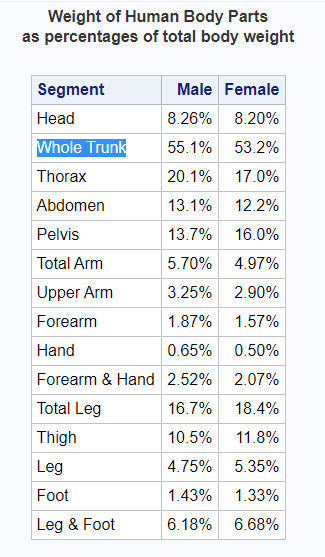 Weight of Human Body Parts
as percentages of total body weight
Segment Male Female
Head 8.26% 8.20%
Whole Trunk 55.1% 53.2%
Thorax 20.1% 17.0%
Abdomen 13.1% 12.2%
Pelvis 13.7% 16.0%
Total Arm 5.70% 4.97%
Upper Arm 3.25% 2.90%
Forearm 1.87% 1.57%
Hand 0.65% 0.50%
Forearm & Hand 2.52% 2.07%
Total Leg 16.7% 18.4%
Thigh 10.5% 11.8%
Leg 4.75% 5.35%
Foot 1.43% 1.33%
Leg & Foot 6.18% 6.68%